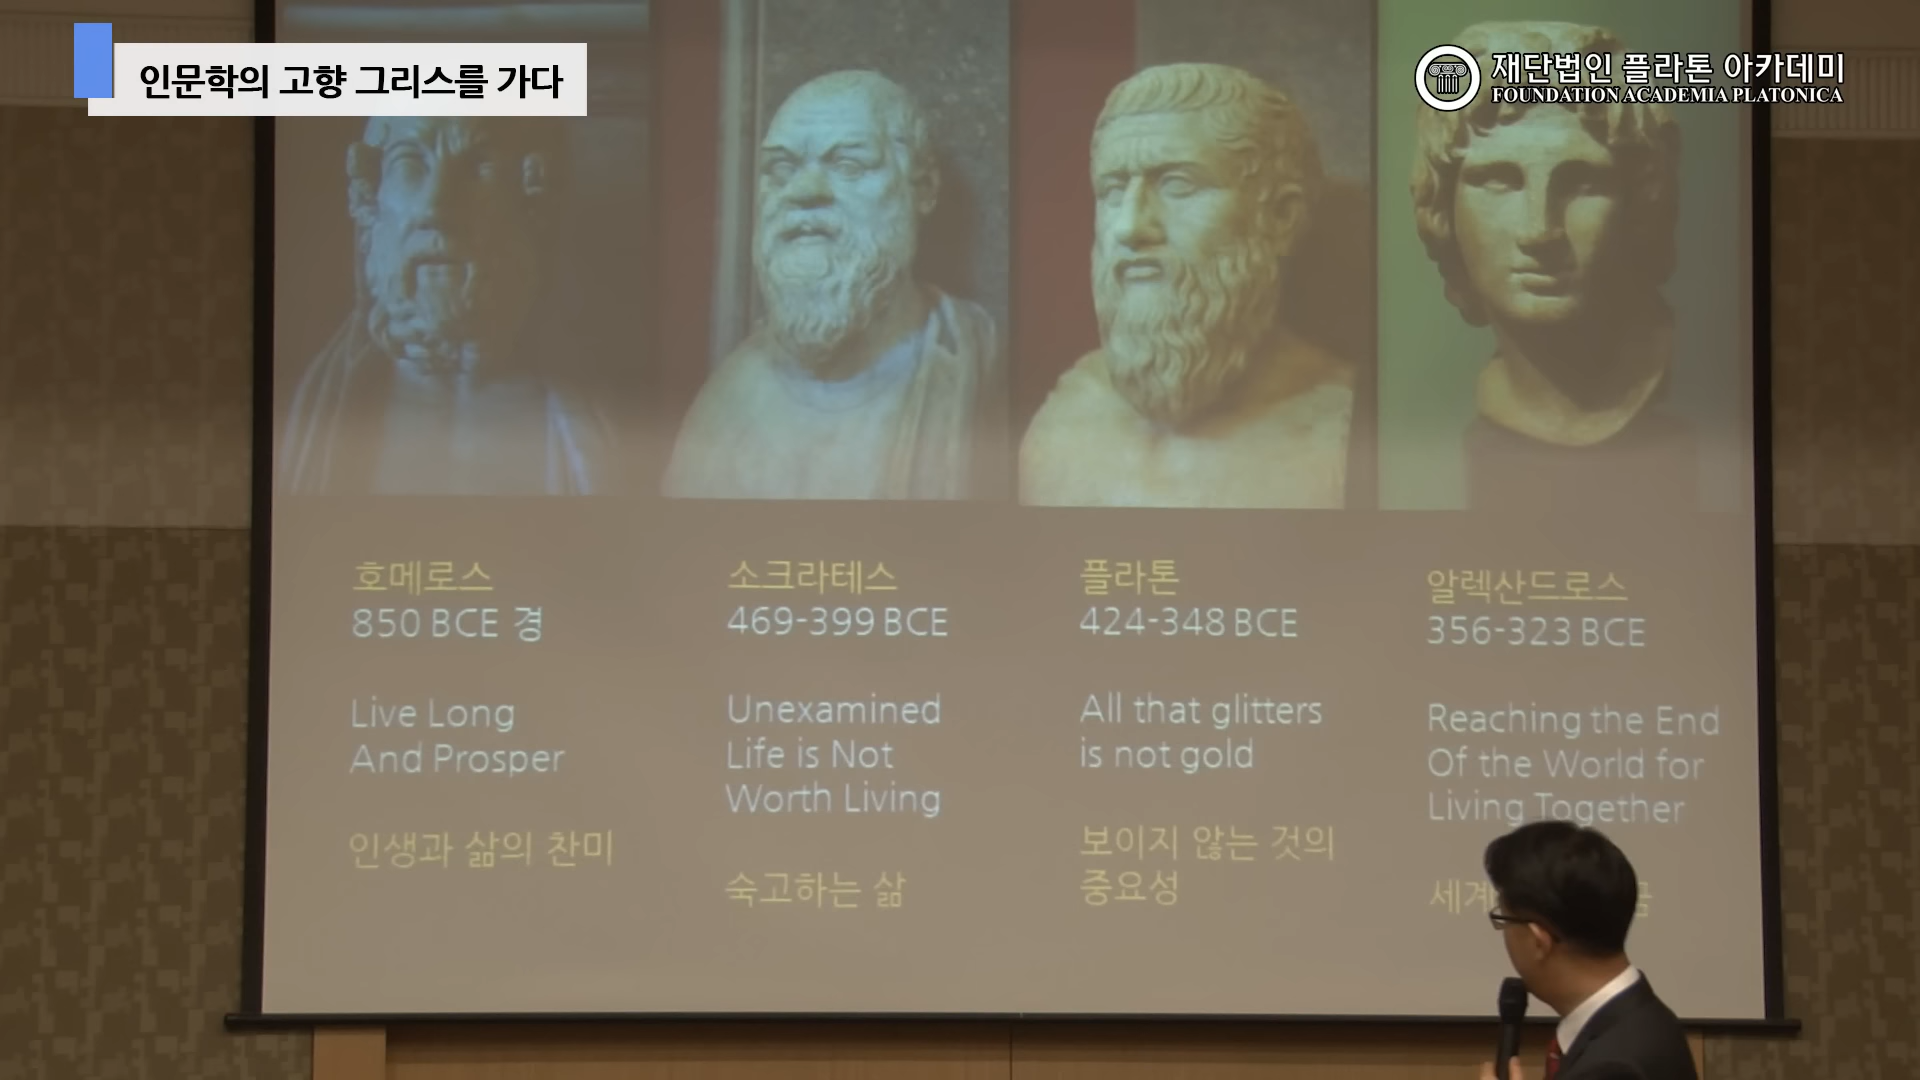 인문학의 고향 그리스를 가다
재단법인 플라톤 아카데미
FOUNDATION ACADEMIA PLATONICA
호메로스
850 BCE 경
Live Long
And Prosper
인생과 삶의 찬미
소크라테스
469-399 BCE
Unexamined
Life is Not
Worth Living
숙고하는 삶
플라톤
424-348 BCE
All that glitters
is not gold
보이지 않는 것의
중요성
알렉산드로스
356-323 BCE
Reaching the End
Of the World for
Living Together